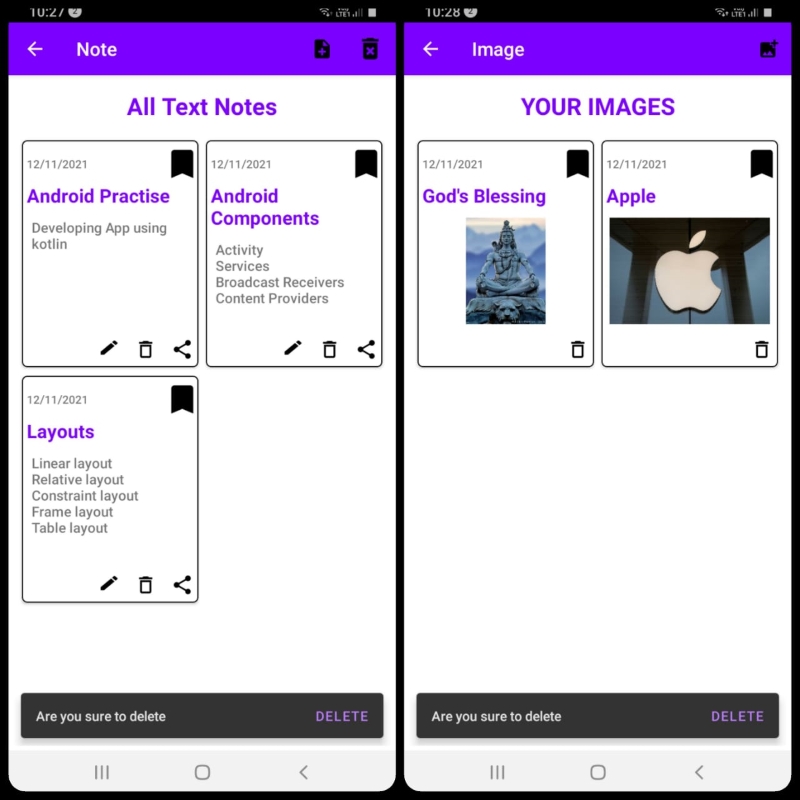 10:27 2
Note
All Text Notes
12/11/2021
Android Practise
Developing App using
kotlin
12/11/2021
Android
Components
Activity
Services
Broadcast Receivers
Content Providers
12/11/2021
Layouts
Linear layout
Relative layout
Constraint layout
Frame layout
Table layout
Are you sure to delete
DELETE
10:28 2
Image
YOUR IMAGES
12/11/2021
God's Blessing
12/11/2021
Apple
Are you sure to delete
DELETE